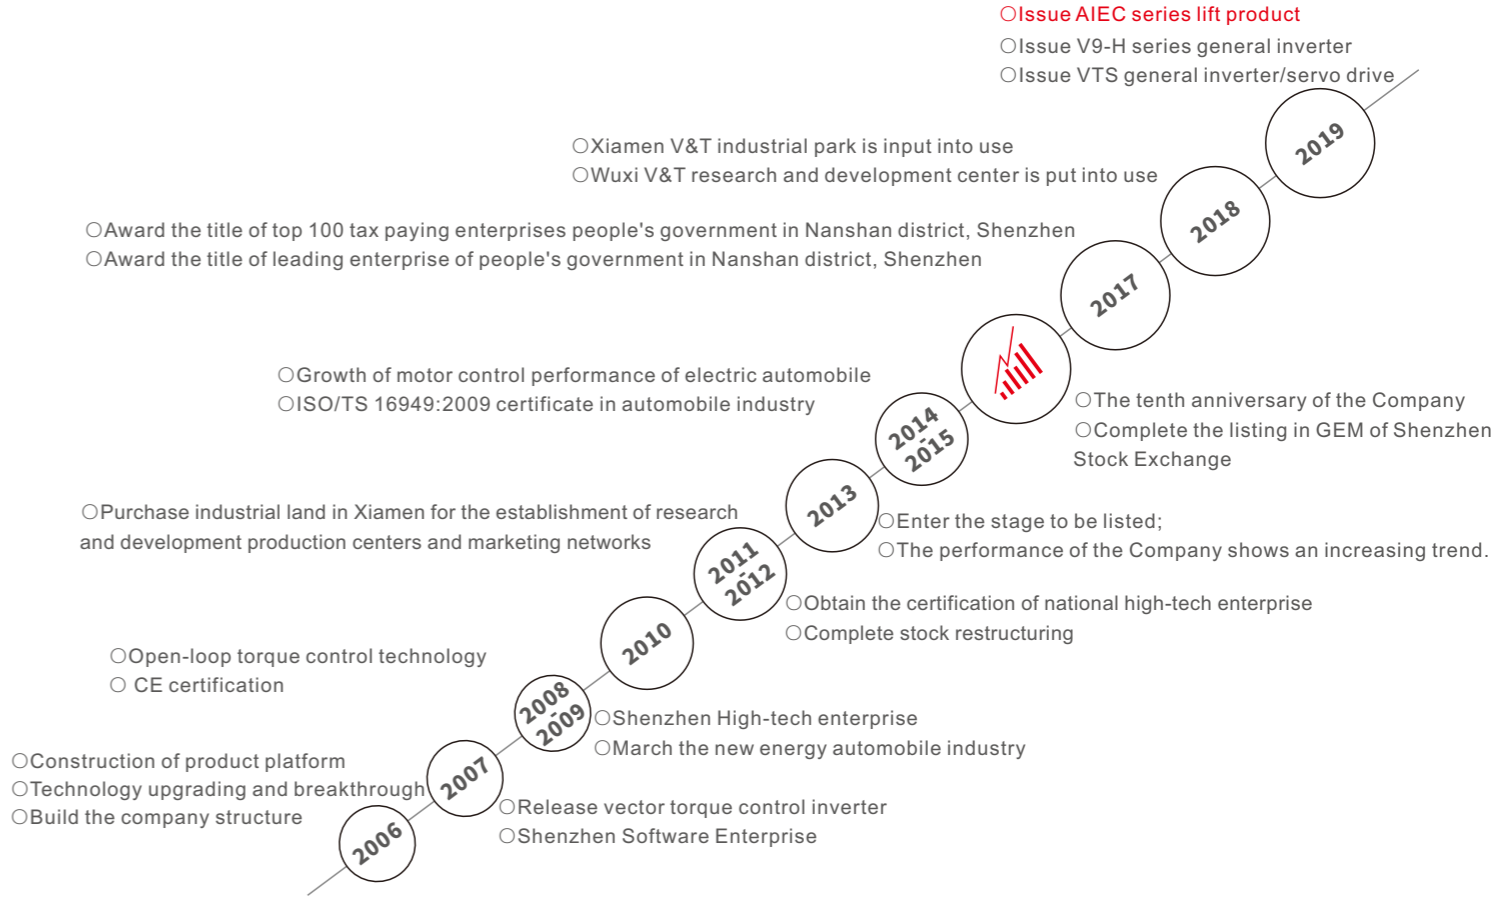 ○Issue AIEC series lift product
○Issue V9-H series general inverter
○Issue VTS general inverter/servo drive
2019
○Xiamen V&T industrial park is input into use
○Wuxi V&T research and development center is put into use
2018
○Award the title of top 100 tax paying enterprises people's government in Nanshan district, Shenzhen
○Award the title of leading enterprise of people's government in Nanshan district, Shenzhen
2017
○The tenth anniversary of the Company
○Complete the listing in GEM of Shenzhen
Stock Exchange
○Growth of motor control performance of electric automobile
○ISO/TS 16949:2009 certificate in automobile industry
2014
-
2015
2013
○Enter the stage to be listed;
○The performance of the Company shows an increasing trend.
○Purchase industrial land in Xiamen for the establishment of research
and development production centers and marketing networks
2011
-
2012
○Obtain the certification of national high-tech enterprise
○Complete stock restructuring
2010
○Open-loop torque control technology
○ CE certification
2008
-
2009
○Shenzhen High-tech enterprise
○March the new energy automobile industry
○Construction of product platform
○Technology upgrading and breakthrough
○Build the company structure
2007
○Release vector torque control inverter
○Shenzhen Software Enterprise
2006